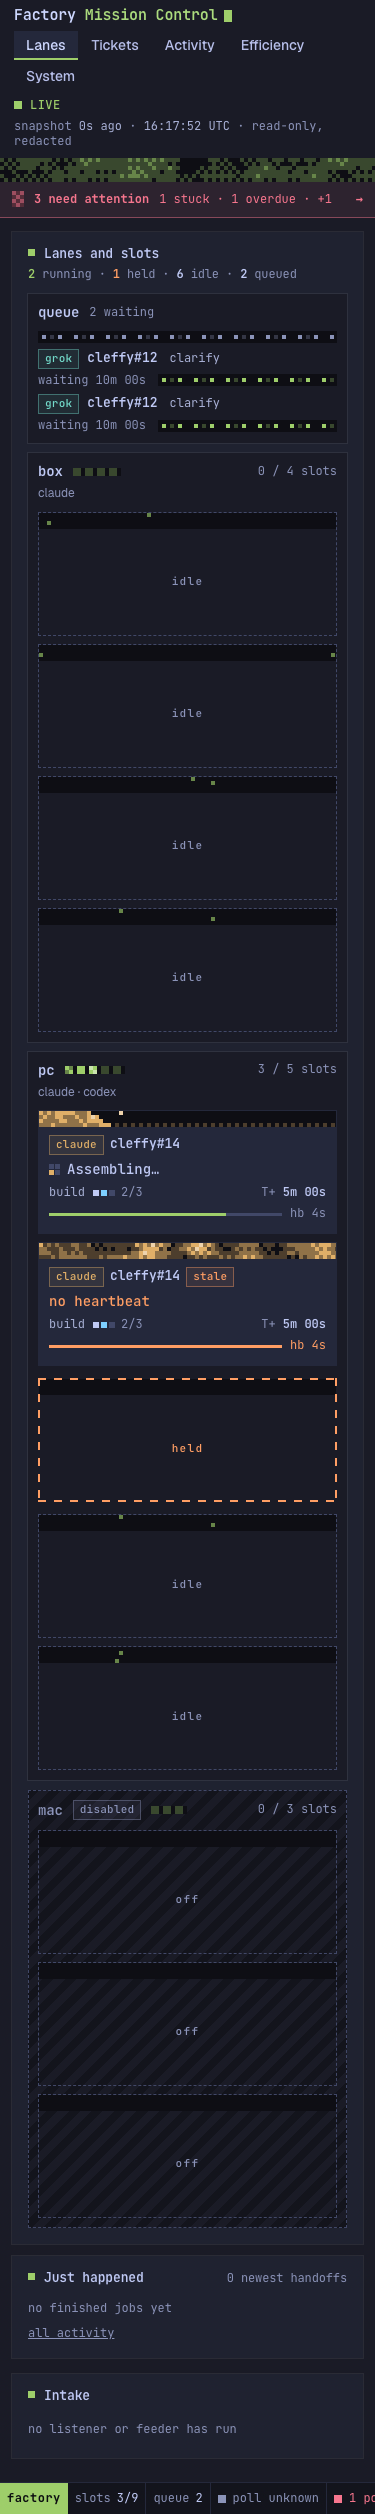 Factory Mission Control
Lanes Tickets Activity Efficiency
System
LIVE
snapshot 0s ago · 16:17:52 UTC · read-only,
redacted
3 need attention 1 stuck · 1 overdue · +1 →
Lanes and slots
2 running · 1 held · 6 idle · 2 queued
queue 2 waiting
grok cleffy#12 clarify
waiting 10m 00s
grok cleffy#12 clarify
waiting 10m 00s
box 0 / 4 slots
claude
idle
idle
idle
idle
pc 3 / 5 slots
claude · codex
claude cleffy#14
Assembling…
build 2/3 T+ 5m 00s
hb 4s
claude cleffy#14 stale
no heartbeat
build 2/3 T+ 5m 00s
hb 4s
held
idle
idle
mac disabled 0 / 3 slots
off
off
off
Just happened 0 newest handoffs
no finished jobs yet
all activity
Intake
no listener or feeder has run
factory slots 3/9 queue 2 poll unknown 1